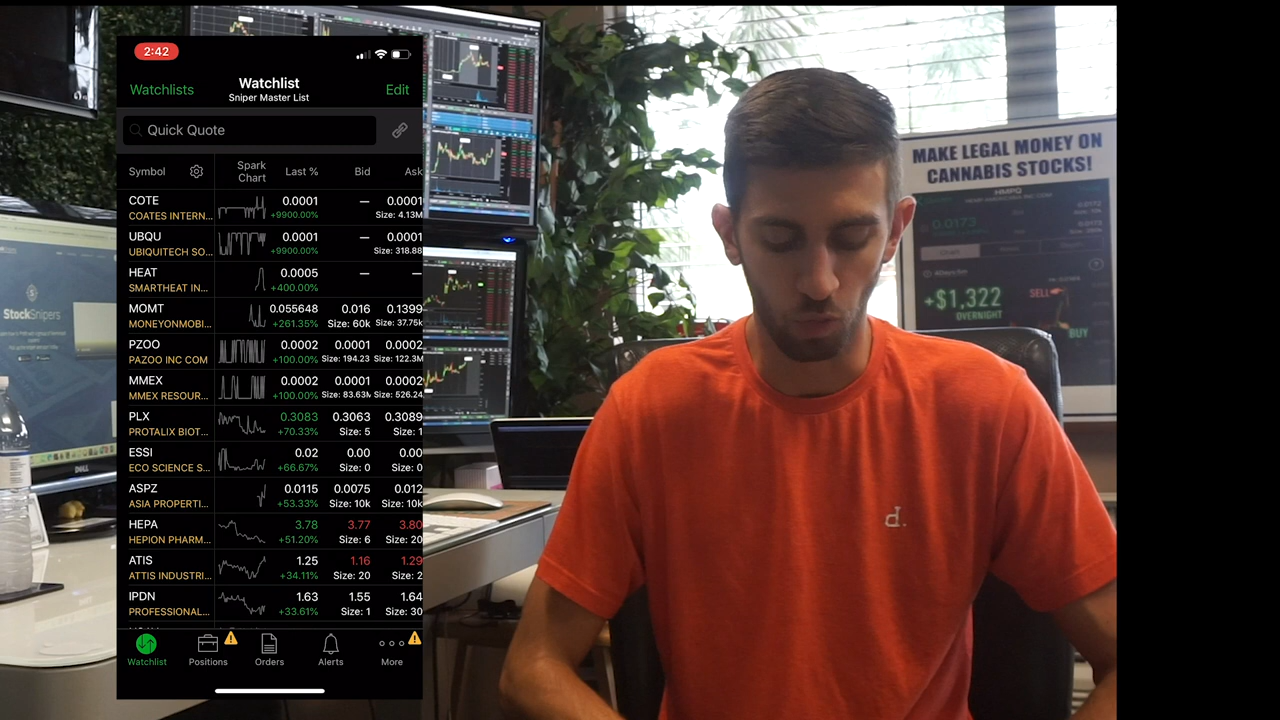 2:42
Watchlists
Watchlist
Edit
Sniper Master List
Quick Quote
Symbol
Spark
Chart
Last %
Bid
Ask
COTE
0.0001
—
0.0001
COATES INTERN...
+9900.00%
Size: 4.13M
UBQU
0.0001
—
0.0001
UBIQUITECH SO...
+9900.00%
Size: 318.88
HEAT
0.0005
—
—
SMARTHEAT IN...
+400.00%
MOMT
0.055648
0.016
0.1399
MONEYONMOBI...
+261.35%
Size: 60k
Size: 37.75k
PZOO
0.0002
0.0001
0.0002
PAZOO INC COM
+100.00%
Size: 194.23
Size: 122.3M
MMEX
0.0002
0.0001
0.0002
MMEX RESOUR...
+100.00%
Size: 83.63M
Size: 526.24
PLX
0.3083
0.3063
0.3089
PROTALIX BIOT...
+70.33%
Size: 5
Size: 1
ESSI
0.02
0.00
0.00
ECO SCIENCE S...
+66.67%
Size: 0
Size: 0
ASPZ
0.0115
0.0075
0.012
ASIA PROPERTI...
+53.33%
Size: 10k
Size: 10k
HEPA
3.78
3.77
3.80
HEPION PHARM...
+51.20%
Size: 6
Size: 20
ATIS
1.25
1.16
1.29
ATTIS INDUSTRI...
+34.11%
Size: 20
Size: 2
IPDN
1.63
1.55
1.64
PROFESSIONAL...
+33.61%
Size: 1
Size: 30
Watchlist
Positions
Orders
Alerts
More
StockSnipers
DELL
MAKE LEGAL MONEY ON
CANNABIS STOCKS!
HMPQ
0.0173
+$1,322
OVERNIGHT
SELL
BUY
d.